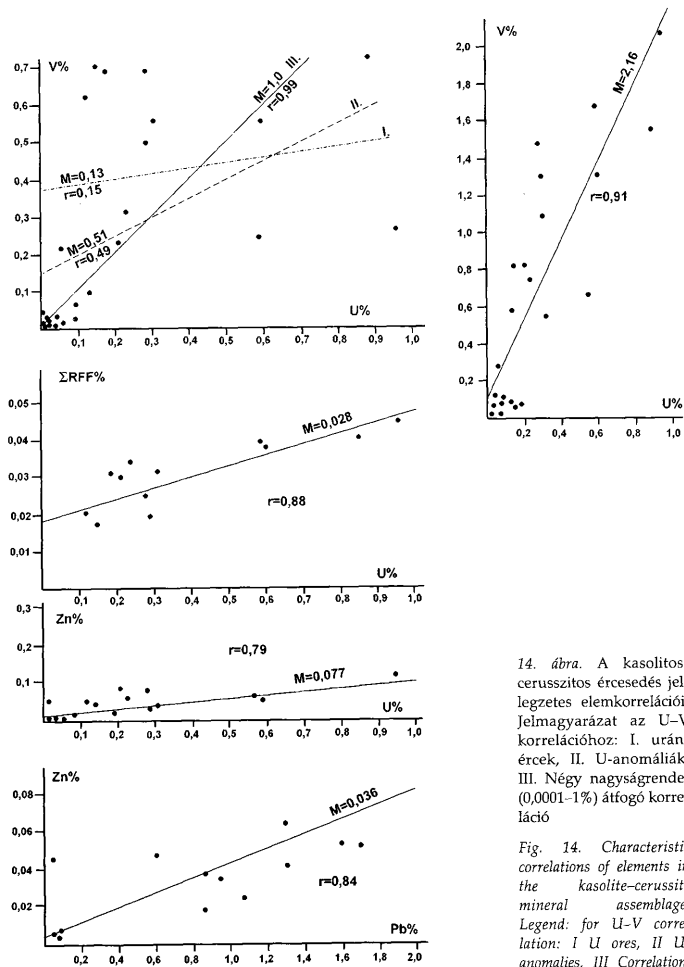 V%
0,7
0,6
0,5
0,4
0,3
0,2
0,1
M=1,0 III.
r=0,99
II.
I.
M=0,13
r=0,15
M=0,51
r=0,49
U%
0,1 0,2 0,3 0,4 0,5 0,6 0,7 0,8 0,9 1,0
V%
2,0
1,8
1,6
1,4
1,2
1,0
0,8
0,6
0,4
0,2
M=2,16
r=0,91
U%
0,2 0,4 0,6 0,8 1,0
ΣRFF%
0,05
0,04
0,03
0,02
0,01
M=0,028
r=0,88
U%
0,1 0,2 0,3 0,4 0,5 0,6 0,7 0,8 0,9 1,0
0,3
Zn%
0,2
0,1
r=0,79
M=0,077
U%
0,1 0,2 0,3 0,4 0,5 0,6 0,7 0,8 0,9 1,0
Zn%
0,08
0,06
0,04
0,02
M=0,036
r=0,84
Pb%
0,2 0,4 0,6 0,8 1,0 1,2 1,4 1,6 1,8 2,0
14. ábra. A kasolitos
cerusszitos ércesedés jel
legzetes elemkorrelációi
Jelmagyarázat az U–V
korrelációhoz: I. urán
ércek, II. U-anomáliák
III. Négy nagyságrende
(0,0001–1%) átfogó korre
láció
Fig. 14. Characteristi
correlations of elements in
the kasolite–cerussit
mineral assemblage
Legend: for U–V corre
lation: I U ores, II U
anomalies, III Correlation